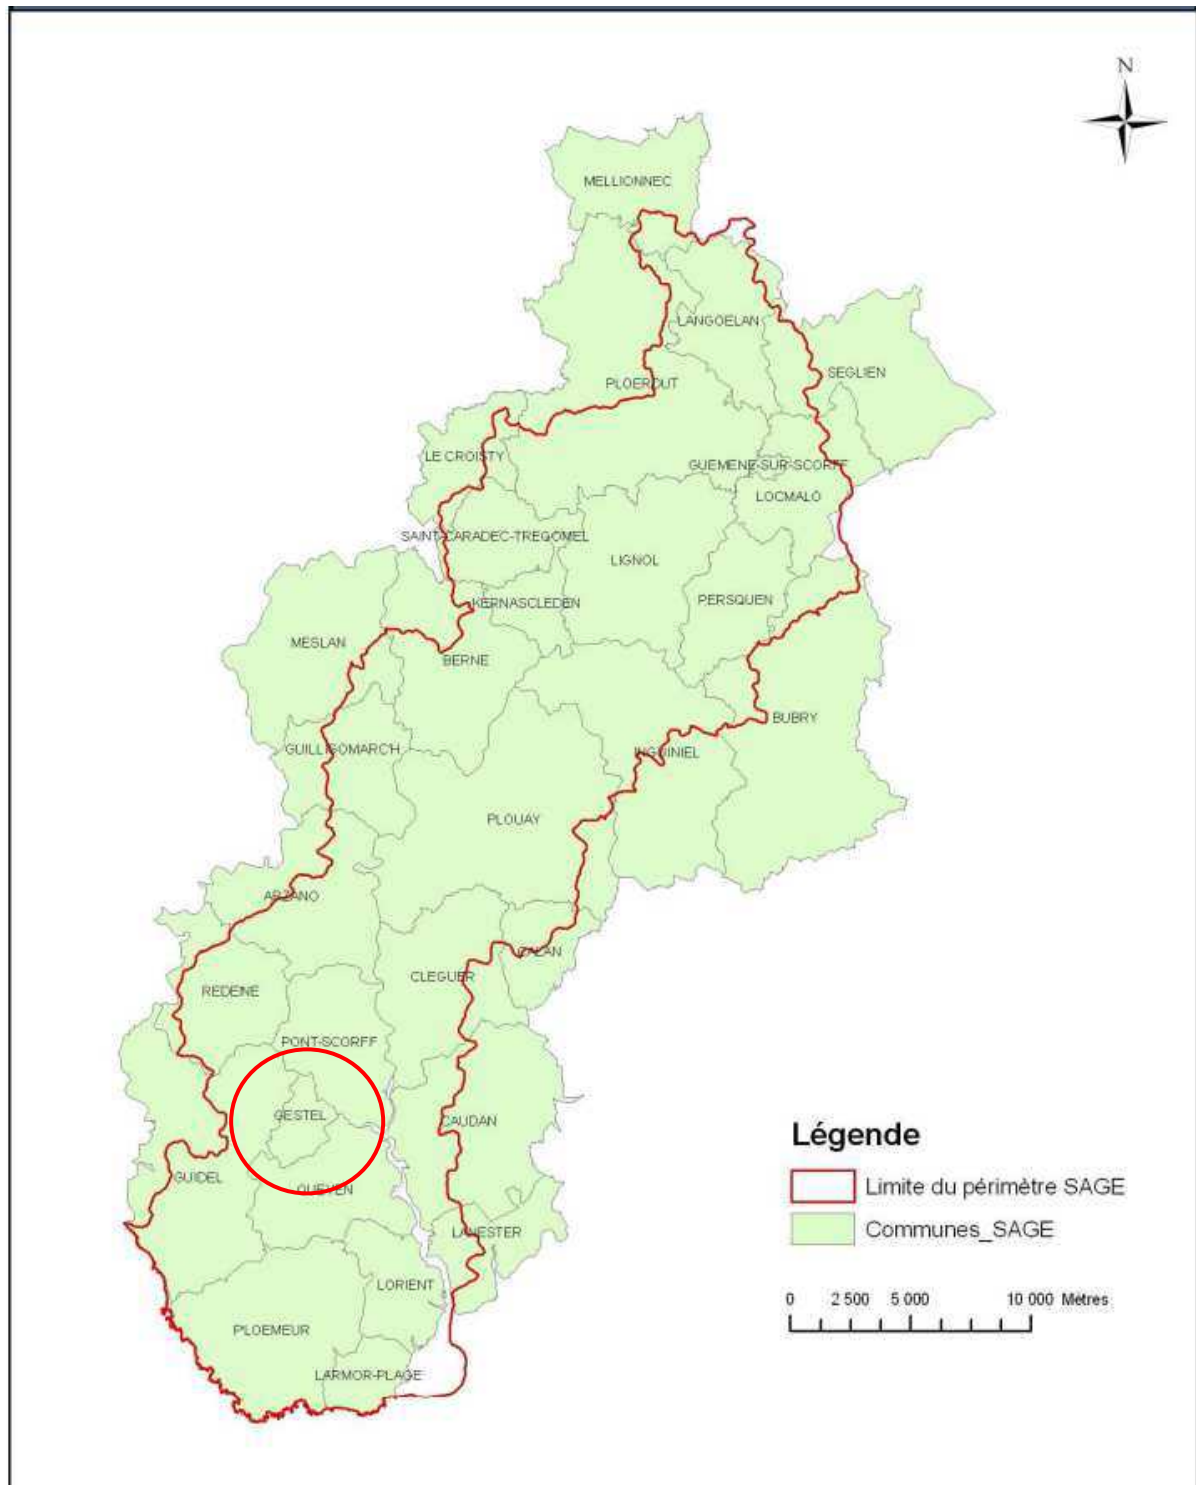 N
MELLIONNEC
LANGOELAN
SEGLIEN
PLOERDUT
LE CROISTY
GUEMENE-SUR-SCORFF
LOCMALO
SAINT-CARADEC-TREGOMEL
LIGNOL
PERSQUEN
KERNASCLEDEN
MESLAN
BERNE
BUBRY
GUILLIGOMARC'H
INGUINIEL
PLOUAY
ARZANO
CALAN
CLEGUER
REDENE
PONT-SCORFF
GESTEL
CAUDAN
GUIDEL
QUEVEN
LANESTER
LORIENT
PLOEMEUR
LARMOR-PLAGE
Légende
Limite du périmètre SAGE
Communes_SAGE
0 2 500 5 000 10 000 Mètres